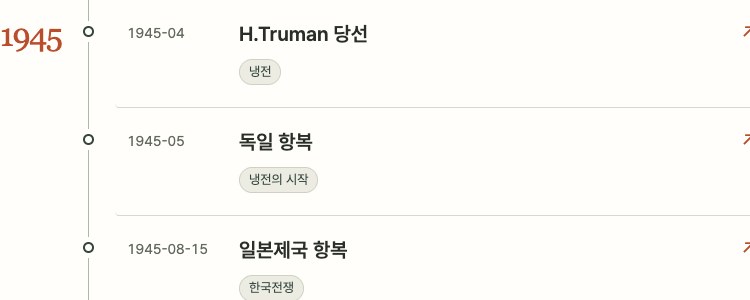 1945
1945-04
H.Truman 당선
냉전
1945-05
독일 항복
냉전의 시작
1945-08-15
일본제국 항복
한국전쟁